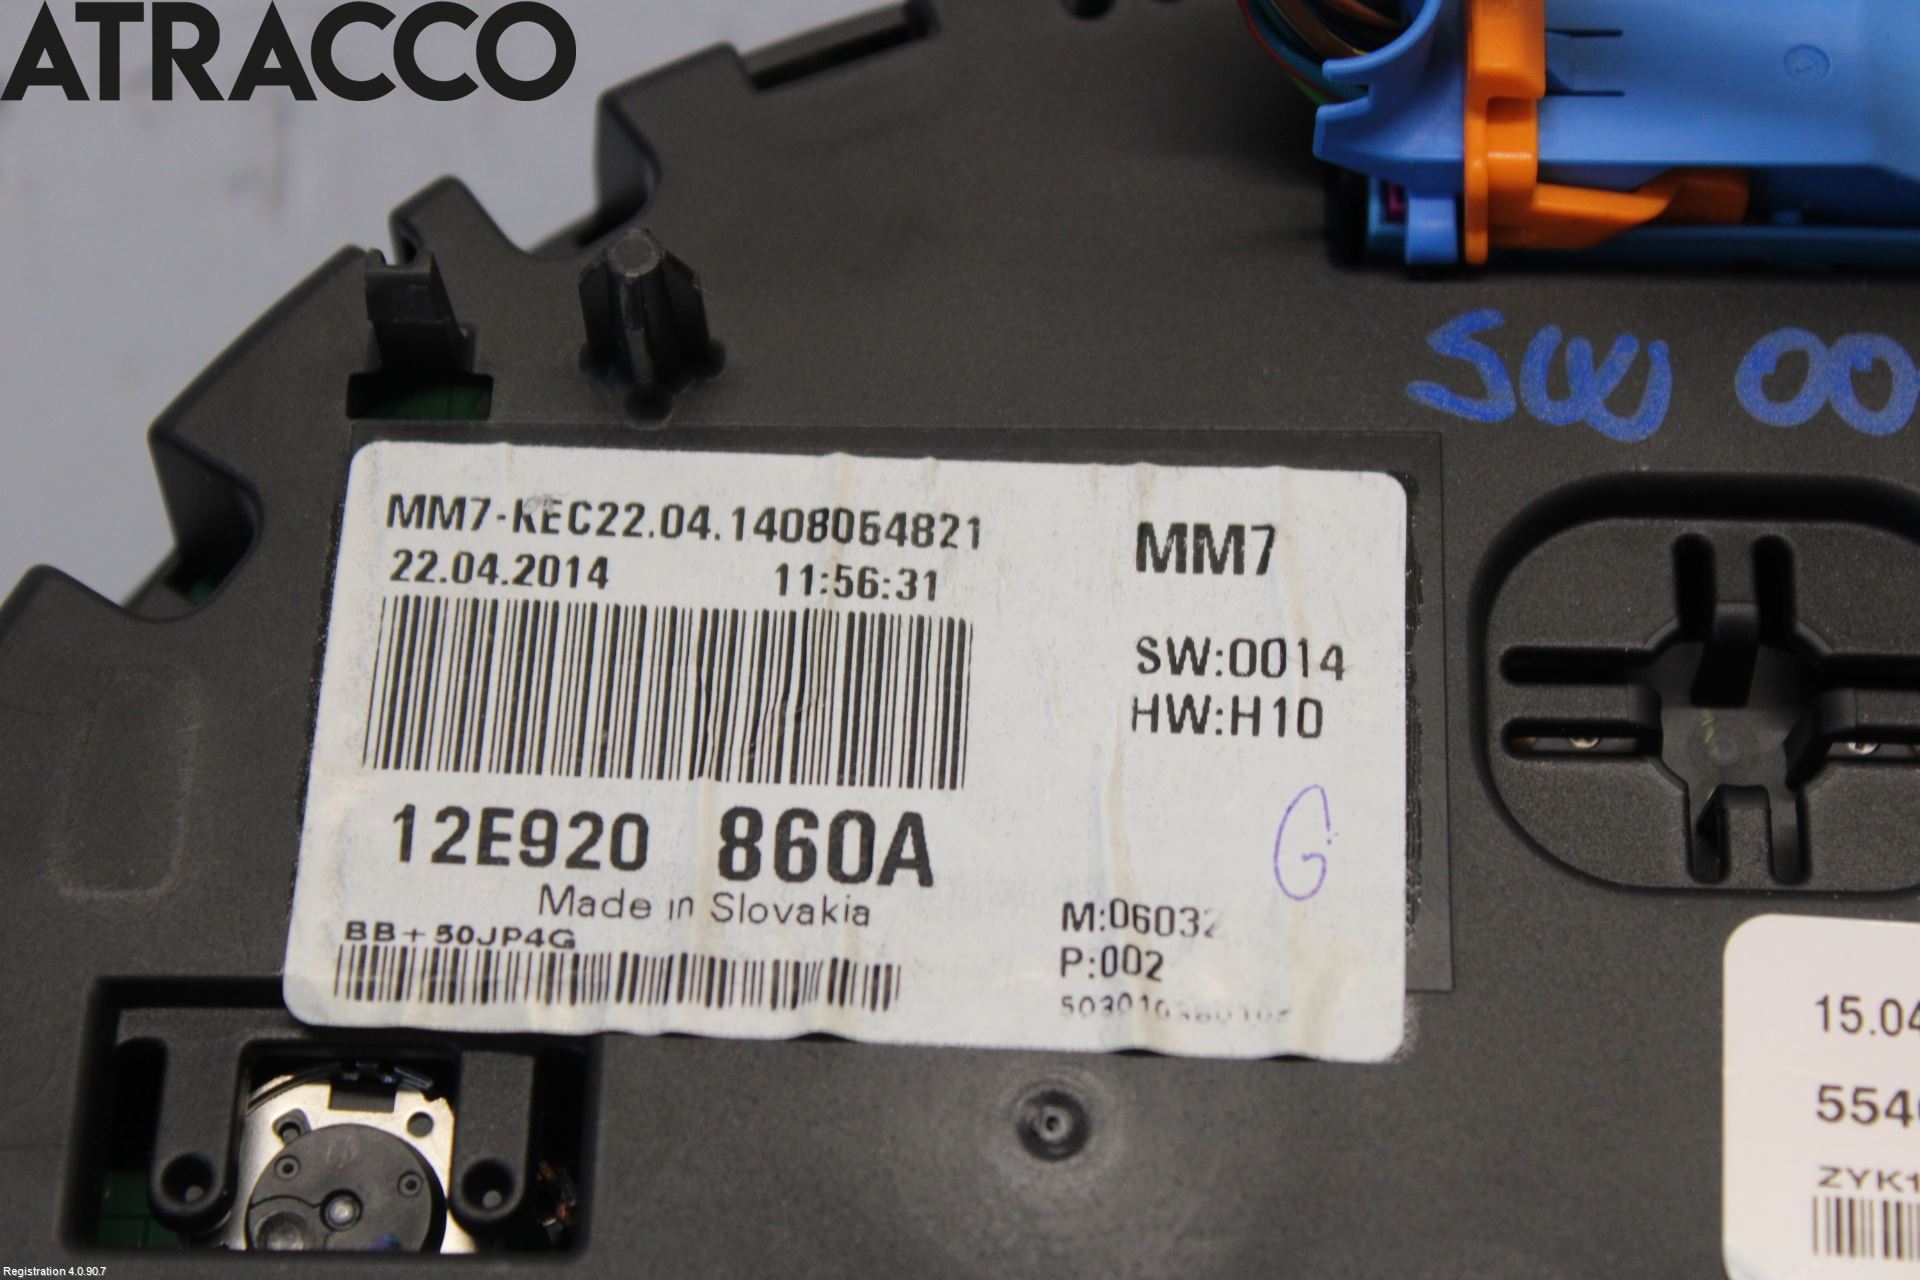 ATRACCO
SW 00
MM7-KEC22.04.1408064821
22.04.2014 11:56:31
MM7
SW:0014
HW:H10
12E920 860A
G
Made in Slovakia
BB+50JP4G
M:06032
P:002
15.04
554
ZYK1
Registration 4.0.90.7